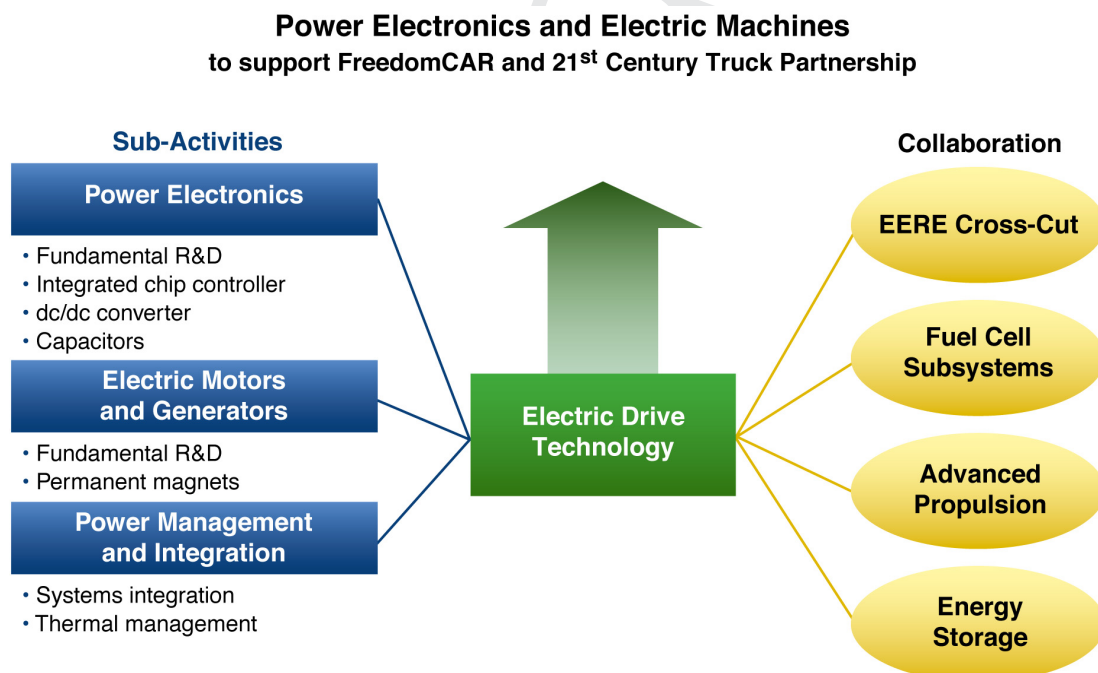 Power Electronics and Electric Machines
to support FreedomCAR and 21st Century Truck Partnership
Sub-Activities
Power Electronics
• Fundamental R&D
• Integrated chip controller
• dc/dc converter
• Capacitors
Electric Motors
and Generators
• Fundamental R&D
• Permanent magnets
Power Management
and Integration
• Systems integration
• Thermal management
Electric Drive
Technology
Collaboration
EERE Cross-Cut
Fuel Cell
Subsystems
Advanced
Propulsion
Energy
Storage